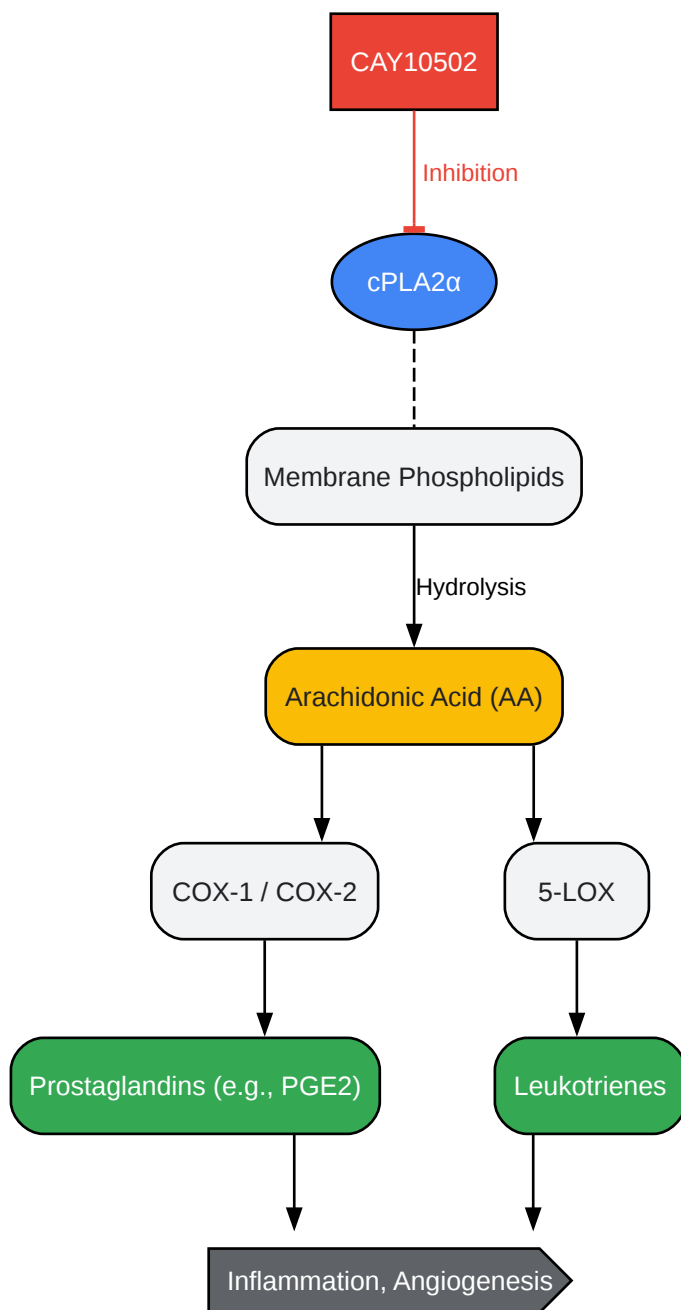 CAY10502
Inhibition
cPLA2α
Membrane Phospholipids
Hydrolysis
Arachidonic Acid (AA)
COX-1 / COX-2
5-LOX
Prostaglandins (e.g., PGE2)
Leukotrienes
Inflammation, Angiogenesis